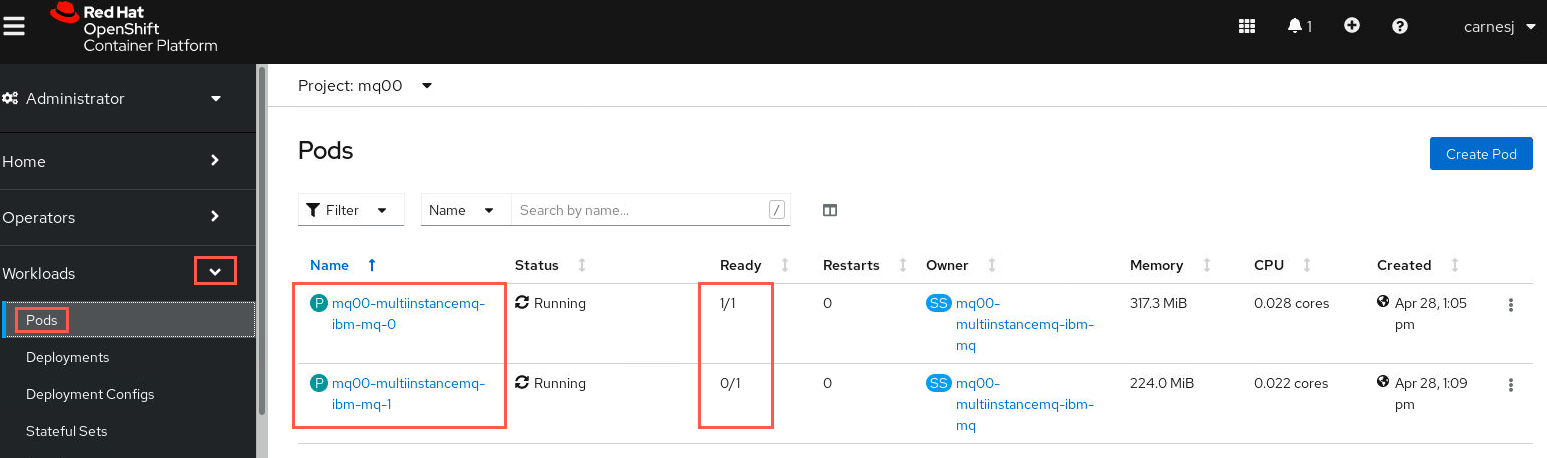 Red Hat
OpenShift
Container Platform
1
carnesj
Administrator
Home
Operators
Workloads
Pods
Deployments
Deployment Configs
Stateful Sets
Project: mq00
Pods
Create Pod
Filter
Name
Search by name...
/
Name Status Ready Restarts Owner Memory CPU Created
P mq00-multiinstancemq- Running 1/1 0 SS mq00- 317.3 MiB 0.028 cores Apr 28, 1:05
ibm-mq-0 multiinstancemq-ibm- pm
mq
P mq00-multiinstancemq- Running 0/1 0 SS mq00- 224.0 MiB 0.022 cores Apr 28, 1:09
ibm-mq-1 multiinstancemq-ibm- pm
mq